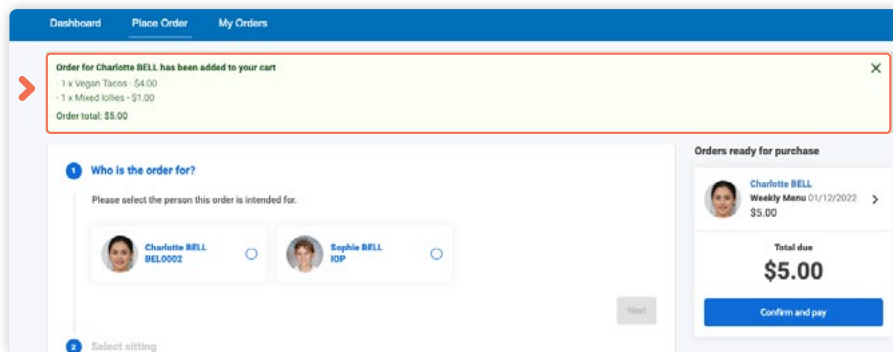 Dashboard Place Order My Orders
Order for Charlotte BELL has been added to your cart
- 1 x Vegan Tacos - $4.00
- 1 x Mixed lollies - $1.00
Order total: $5.00
1 Who is the order for?
Please select the person this order is intended for.
Charlotte BELL
BEL0002
Sophie BELL
IOP
Next
2 Select sitting
Orders ready for purchase
Charlotte BELL
Weekly Menu 01/12/2022
$5.00
Total due
$5.00
Confirm and pay